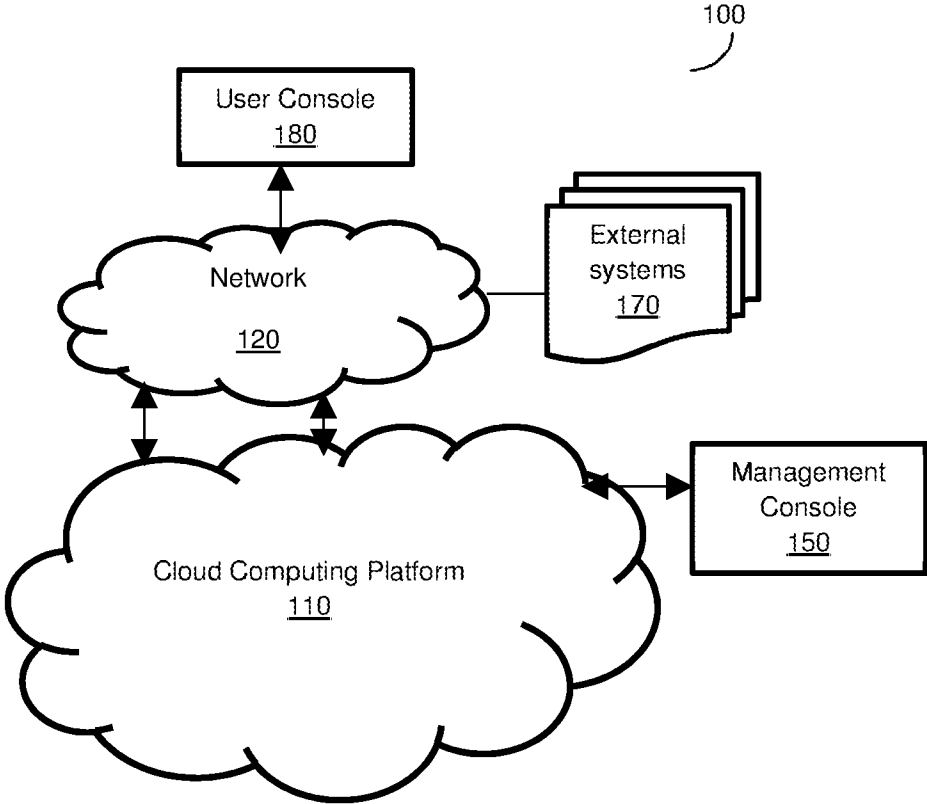 100
User Console
180
External
systems
170
Network
120
Management
Console
150
Cloud Computing Platform
110